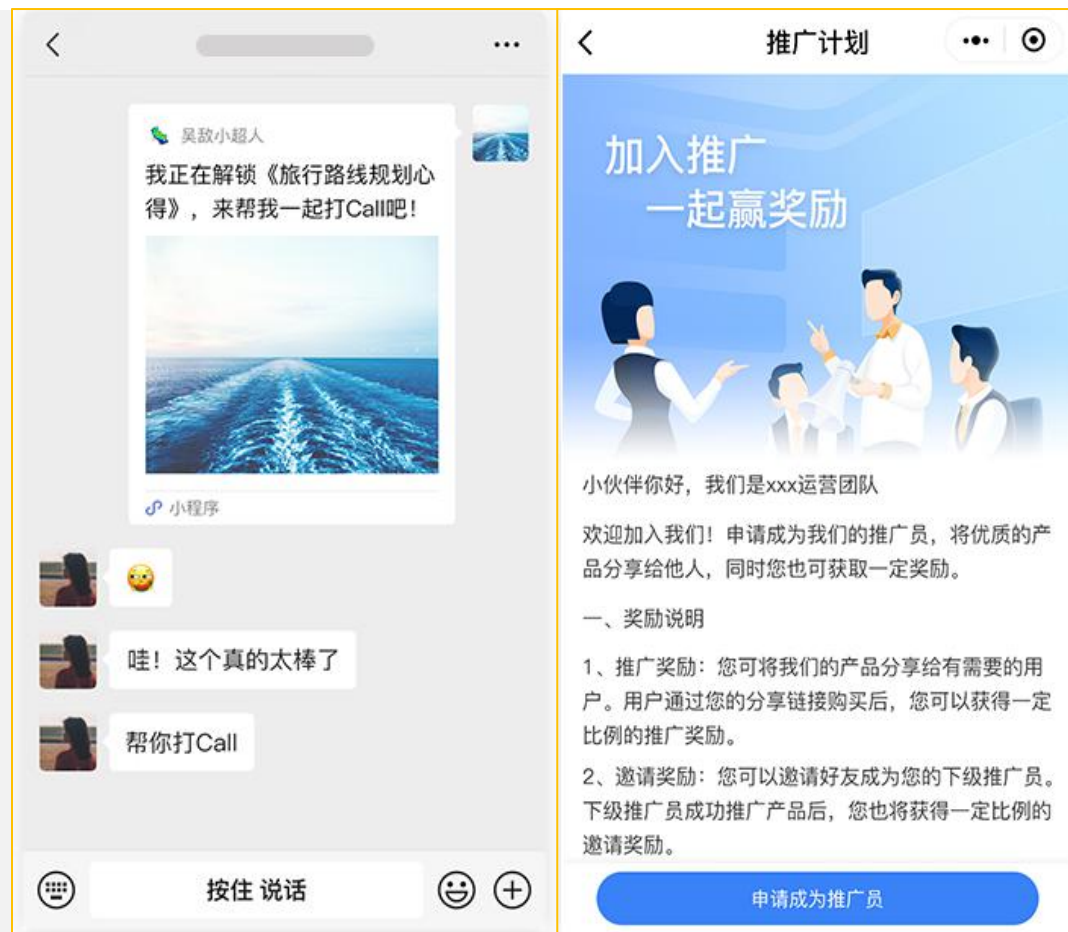 吴敌小超人
我正在解锁《旅行路线规划心
得》，来帮我一起打Call吧！
小程序
哇！这个真的太棒了
帮你打Call
按住 说话
推广计划
加入推广
一起赢奖励
小伙伴你好，我们是xxx运营团队
欢迎加入我们！申请成为我们的推广员，将优质的产
品分享给他人，同时您也可获取一定奖励。
一、奖励说明
1、推广奖励：您可将我们的产品分享给有需要的用
户。用户通过您的分享链接购买后，您可以获得一定
比例的推广奖励。
2、邀请奖励：您可以邀请好友成为您的下级推广员。
下级推广员成功推广产品后，您也将获得一定比例的
邀请奖励。
申请成为推广员